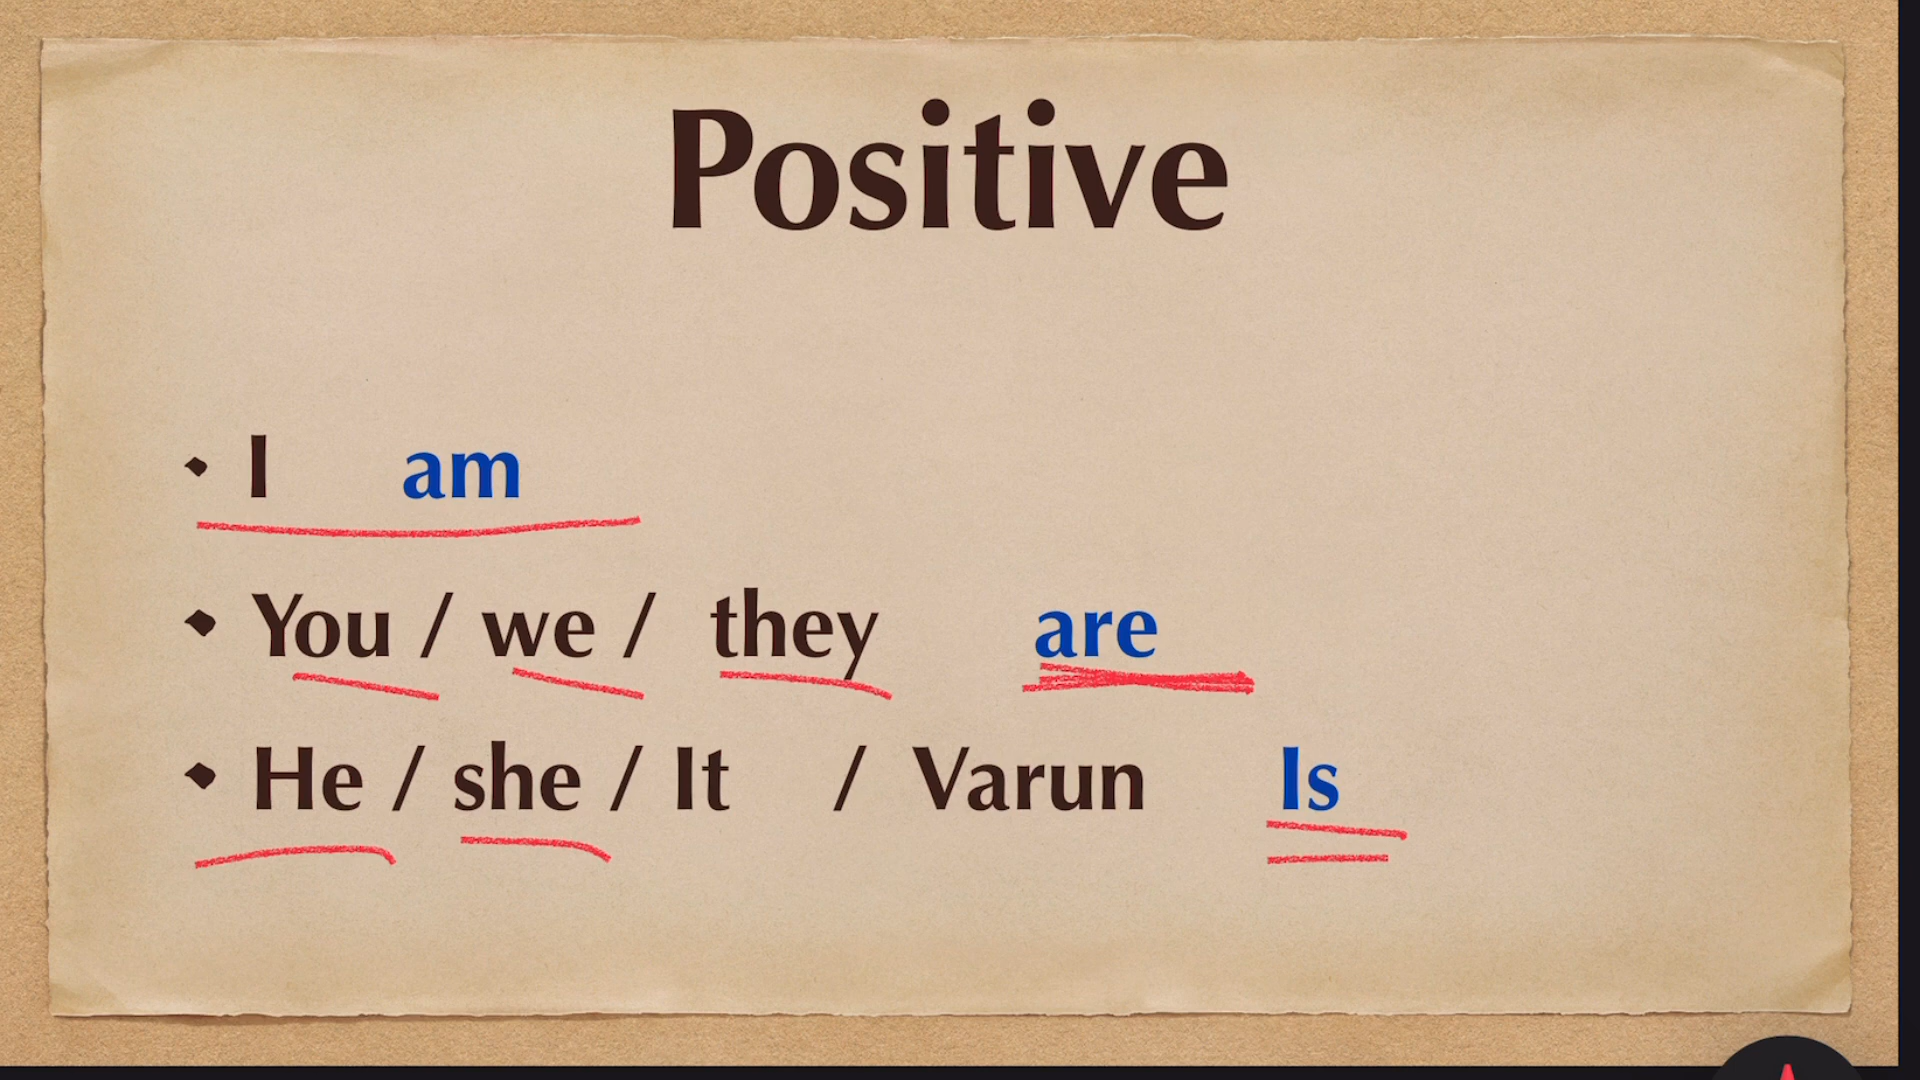 Positive
• I am
• You / we / they are
• He / she / It / Varun Is